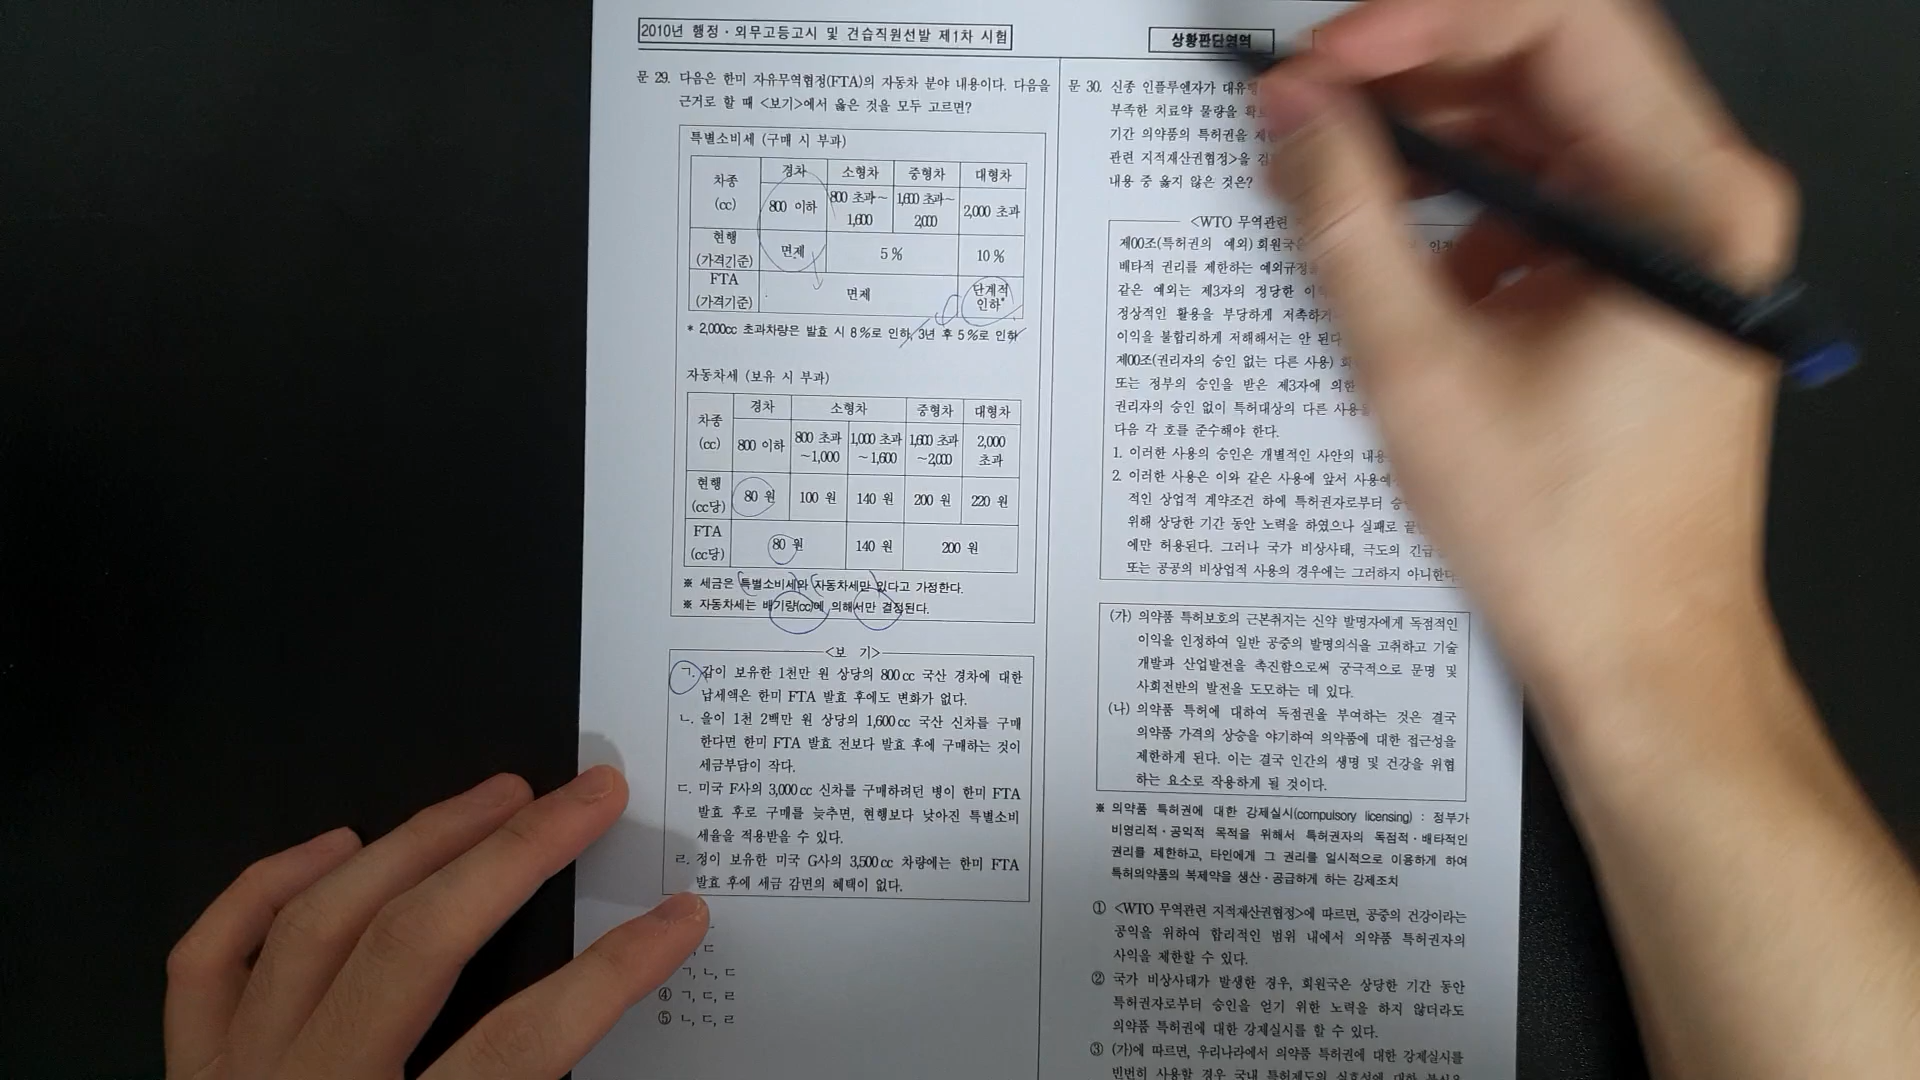 2010년 행정·외무고등고시 및 견습직원선발 제1차 시험
상황판단영역
문 29. 다음은 한미 자유무역협정(FTA)의 자동차 분야 내용이다. 다음을
근거로 할 때 <보기>에서 옳은 것을 모두 고르면?
특별소비세 (구매 시 부과)
차종 (cc) 경차 소형차 중형차 대형차
800 이하 800 초과~1,600 1,600 초과~2,000 2,000 초과
현행 (가격기준) 면제 5 % 10 %
FTA (가격기준) 면제 단계적 인하*
* 2,000cc 초과차량은 발효 시 8%로 인하, 3년 후 5%로 인하
자동차세 (보유 시 부과)
차종 (cc) 경차 소형차 중형차 대형차
800 이하 800 초과~1,000 1,000 초과~1,600 1,600 초과~2,000 2,000 초과
현행 (cc당) 80 원 100 원 140 원 200 원 220 원
FTA (cc당) 80 원 140 원 200 원
※ 세금은 특별소비세와 자동차세만 있다고 가정한다.
※ 자동차세는 배기량(cc)에 의해서만 결정된다.
<보 기>
ㄱ. 갑이 보유한 1천만 원 상당의 800 cc 국산 경차에 대한
납세액은 한미 FTA 발효 후에도 변화가 없다.
ㄴ. 을이 1천 2백만 원 상당의 1,600 cc 국산 신차를 구매
한다면 한미 FTA 발효 전보다 발효 후에 구매하는 것이
세금부담이 작다.
ㄷ. 미국 F사의 3,000 cc 신차를 구매하려던 병이 한미 FTA
발효 후로 구매를 늦추면, 현행보다 낮아진 특별소비
세율을 적용받을 수 있다.
ㄹ. 정이 보유한 미국 G사의 3,500 cc 차량에는 한미 FTA
발효 후에 세금 감면의 혜택이 없다.
ㄷ
ㄱ, ㄴ, ㄷ
④ ㄱ, ㄷ, ㄹ
⑤ ㄴ, ㄷ, ㄹ
문 30. 신종 인플루엔자가
부족한 치료약 물량을
기간 의약품의 특허권을
관련 지적재산권협정>을
내용 중 옳지 않은 것은?
<WTO 무역관련
제00조(특허권의 예외)
배타적 권리를 제한하는
같은 예외는 제3자의 정당한
정상적인 활용을 부당하게
이익을 불합리하게 저해해서는 안
제00조(권리자의 승인 없는 다른 사용)
또는 정부의 승인을 받은 제3자에 의한
권리자의 승인 없이 특허대상의 다른
다음 각 호를 준수해야 한다.
1. 이러한 사용의 승인은 개별적인 사안의
2. 이러한 사용은 이와 같은 사용에 앞서
적인 상업적 계약조건 하에 특허권자로부터
위해 상당한 기간 동안 노력을 하였으나 실패로
에만 허용된다. 그러나 국가 비상사태, 극도의
또는 공공의 비상업적 사용의 경우에는 그러하지 아니한다.
(가) 의약품 특허보호의 근본취지는 신약 발명자에게 독점적인
이익을 인정하여 일반 공중의 발명의식을 고취하고 기술
개발과 산업발전을 촉진함으로써 궁극적으로 문명 및
사회전반의 발전을 도모하는 데 있다.
(나) 의약품 특허에 대하여 독점권을 부여하는 것은 결국
의약품 가격의 상승을 야기하여 의약품에 대한 접근성을
제한하게 된다. 이는 결국 인간의 생명 및 건강을 위협
하는 요소로 작용하게 될 것이다.
※ 의약품 특허권에 대한 강제실시(compulsory licensing) : 정부가
비영리적·공익적 목적을 위해서 특허권자의 독점적·배타적인
권리를 제한하고, 타인에게 그 권리를 일시적으로 이용하게 하여
특허의약품의 복제약을 생산·공급하게 하는 강제조치
① <WTO 무역관련 지적재산권협정>에 따르면, 공중의 건강이라는
공익을 위하여 합리적인 범위 내에서 의약품 특허권자의
사익을 제한할 수 있다.
② 국가 비상사태가 발생한 경우, 회원국은 상당한 기간 동안
특허권자로부터 승인을 얻기 위한 노력을 하지 않더라도
의약품 특허권에 대한 강제실시를 할 수 있다.
③ (가)에 따르면, 우리나라에서 의약품 특허권에 대한 강제실시를
빈번히 사용할 경우 국내 특허제도의